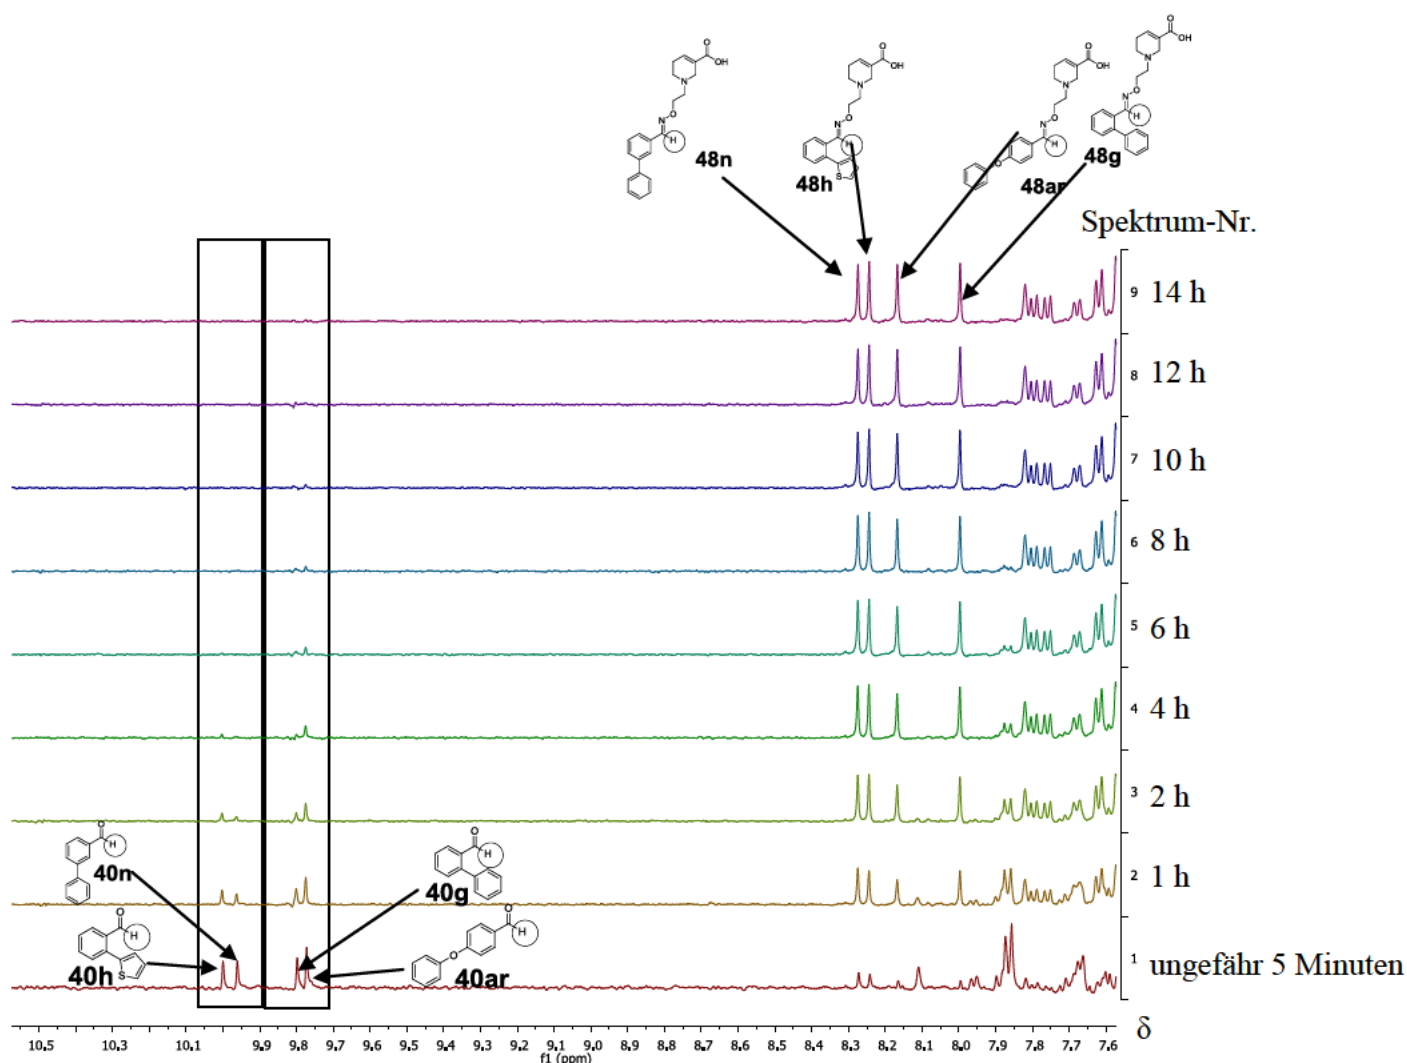 O
OH
N
O
N
H
48n
O
OH
N
O
N
H
S
48h
O
OH
N
O
N
H
O
48ar
O
OH
N
O
N
H
48g
Spektrum-Nr.
9 14 h
8 12 h
7 10 h
6 8 h
5 6 h
4 4 h
3 2 h
2 1 h
1 ungefähr 5 Minuten
O
H
40n
O
H
S
40h
O
H
40g
O
H
O
40ar
10.5 10.3 10.1 9.9 9.8 9.7 9.6 9.5 9.4 9.3 9.2 9.1 9.0 8.9 8.8 8.7 8.6 8.5 8.4 8.3 8.2 8.1 8.0 7.9 7.8 7.7 7.6
f1 (ppm)
δ